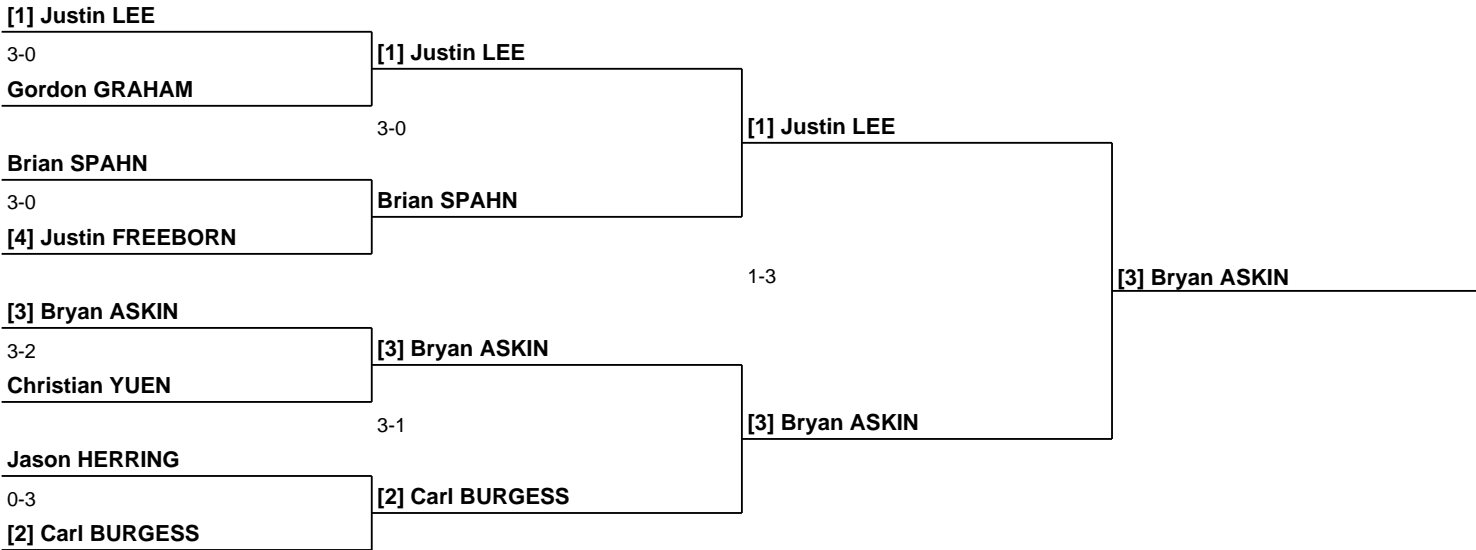 [1] Justin LEE
3-0
[1] Justin LEE
Gordon GRAHAM
3-0
[1] Justin LEE
Brian SPAHN
3-0
Brian SPAHN
[4] Justin FREEBORN
1-3
[3] Bryan ASKIN
[3] Bryan ASKIN
3-2
[3] Bryan ASKIN
Christian YUEN
3-1
[3] Bryan ASKIN
Jason HERRING
0-3
[2] Carl BURGESS
[2] Carl BURGESS